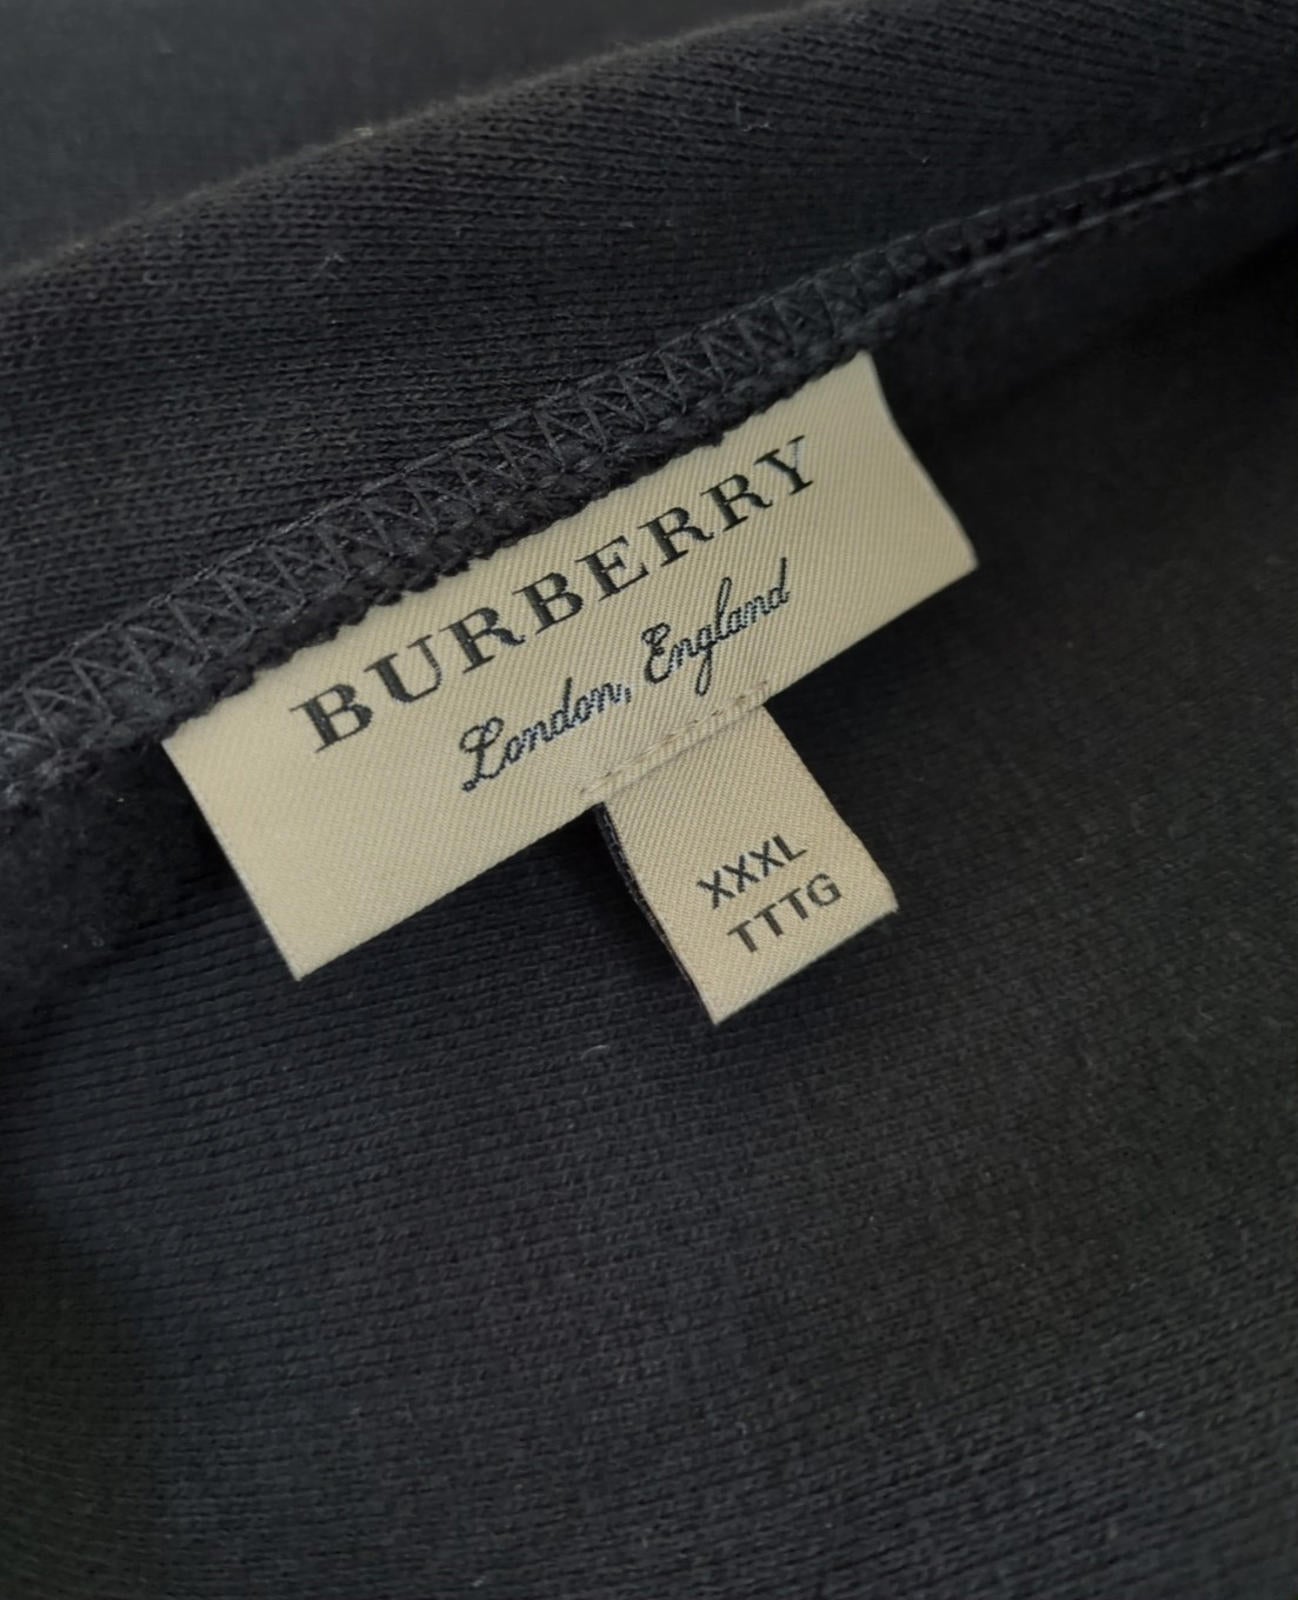 BURBERRY
London, England
XXXL
TTTG